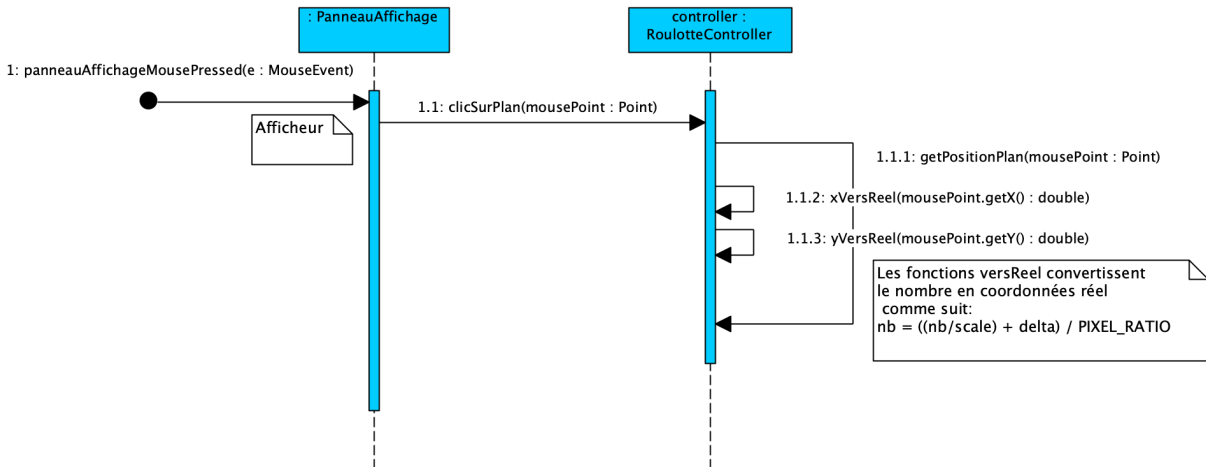 : PanneauAffichage
controller :
RoulotteController
1: panneauAffichageMousePressed(e : MouseEvent)
1.1: clicSurPlan(mousePoint : Point)
Afficheur
1.1.1: getPositionPlan(mousePoint : Point)
1.1.2: xVersReel(mousePoint.getX() : double)
1.1.3: yVersReel(mousePoint.getY() : double)
Les fonctions versReel convertissent
le nombre en coordonnées réel
comme suit:
nb = ((nb/scale) + delta) / PIXEL_RATIO